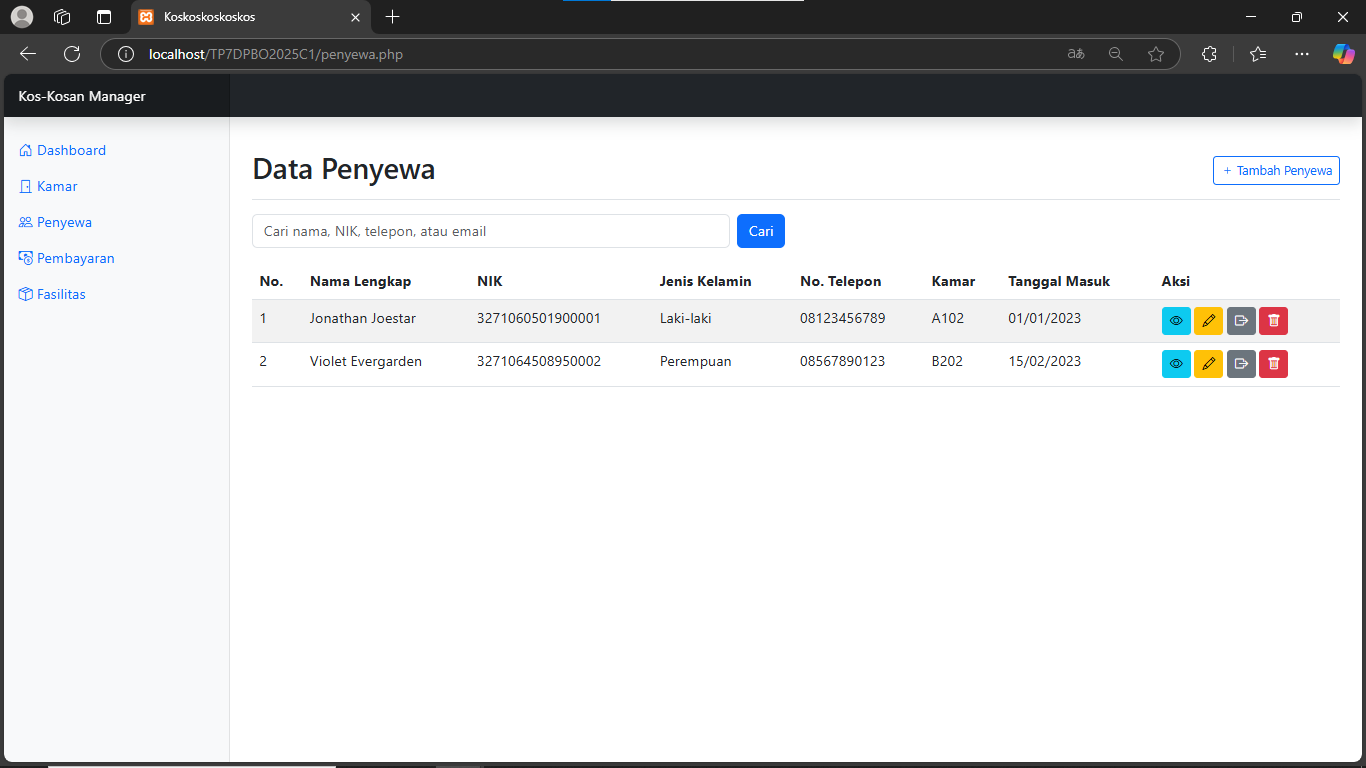 Koskoskoskoskos
localhost/TP7DPBO2025C1/penyewa.php
aあ
Kos-Kosan Manager
Dashboard
Kamar
Penyewa
Pembayaran
Fasilitas
Data Penyewa
+ Tambah Penyewa
Cari nama, NIK, telepon, atau email
Cari
No. Nama Lengkap NIK Jenis Kelamin No. Telepon Kamar Tanggal Masuk Aksi
1 Jonathan Joestar 3271060501900001 Laki-laki 08123456789 A102 01/01/2023
2 Violet Evergarden 3271064508950002 Perempuan 08567890123 B202 15/02/2023